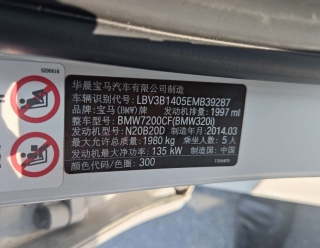 华晨宝马汽车有限公司制造
车辆识别代号: LBV3B1405EMB39287
品牌: 宝马(BMW)牌 发动机排量: 1997 ml
整车型号: BMW7200CF(BMW320i)
发动机型号: N20B20D 制造年月: 2014.03
最大允许总质量: 1980 kg 乘坐人数: 5人
发动机最大净功率: 135 kW 制造国: 中国
颜色代码/色圈: 300